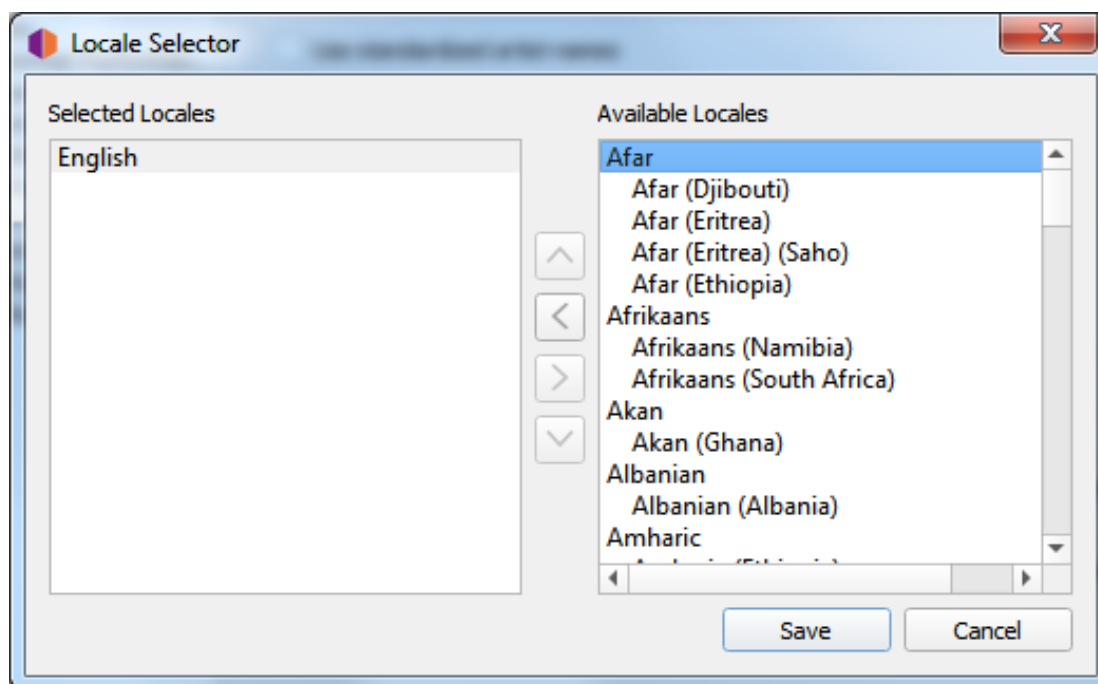 Locale Selector
Selected Locales
English
Available Locales
Afar
Afar (Djibouti)
Afar (Eritrea)
Afar (Eritrea) (Saho)
Afar (Ethiopia)
Afrikaans
Afrikaans (Namibia)
Afrikaans (South Africa)
Akan
Akan (Ghana)
Albanian
Albanian (Albania)
Amharic
Save
Cancel